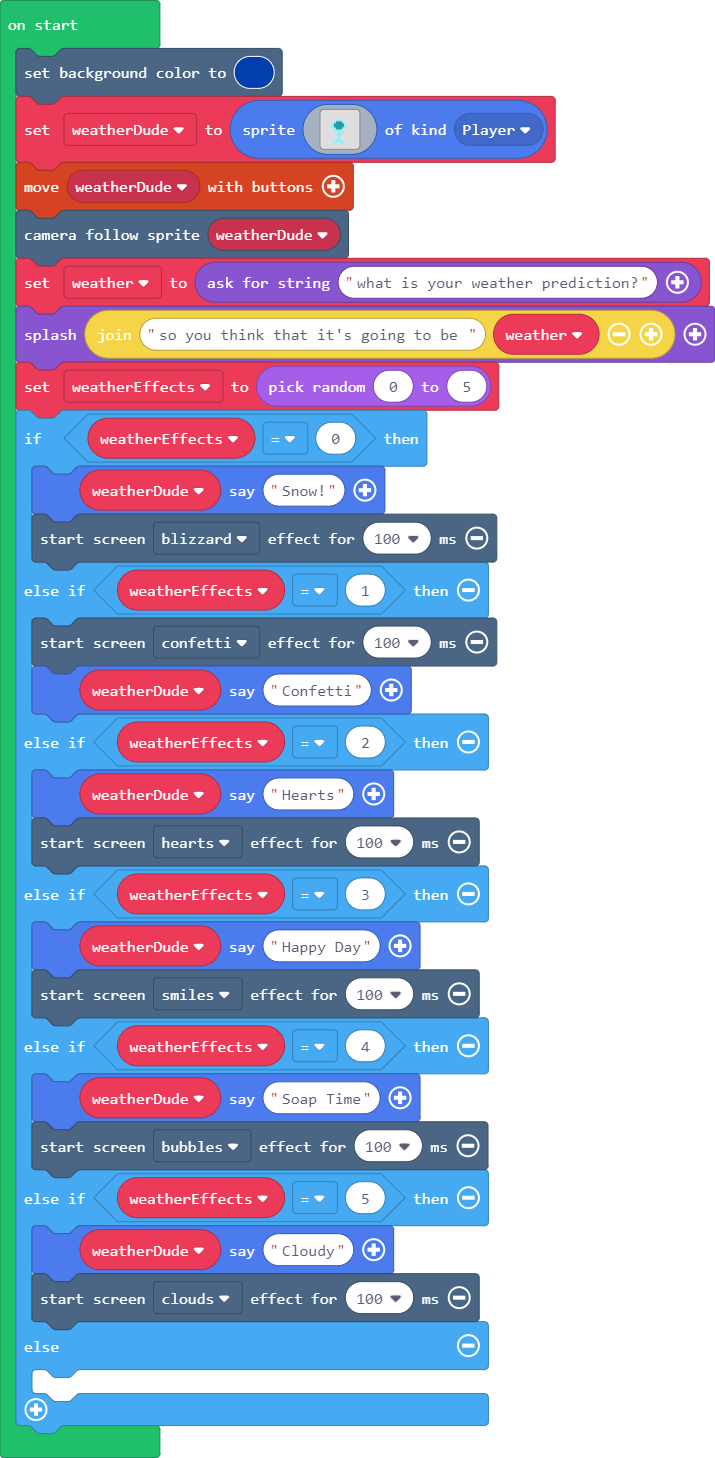 on start
set background color to
set weatherDude to sprite of kind Player
move weatherDude with buttons
camera follow sprite weatherDude
set weather to ask for string "what is your weather prediction?"
splash join "so you think that it's going to be " weather
set weatherEffects to pick random 0 to 5
if weatherEffects = 0 then
weatherDude say "Snow!"
start screen blizzard effect for 100 ms
else if weatherEffects = 1 then
start screen confetti effect for 100 ms
weatherDude say "Confetti"
else if weatherEffects = 2 then
weatherDude say "Hearts"
start screen hearts effect for 100 ms
else if weatherEffects = 3 then
weatherDude say "Happy Day"
start screen smiles effect for 100 ms
else if weatherEffects = 4 then
weatherDude say "Soap Time"
start screen bubbles effect for 100 ms
else if weatherEffects = 5 then
weatherDude say "Cloudy"
start screen clouds effect for 100 ms
else